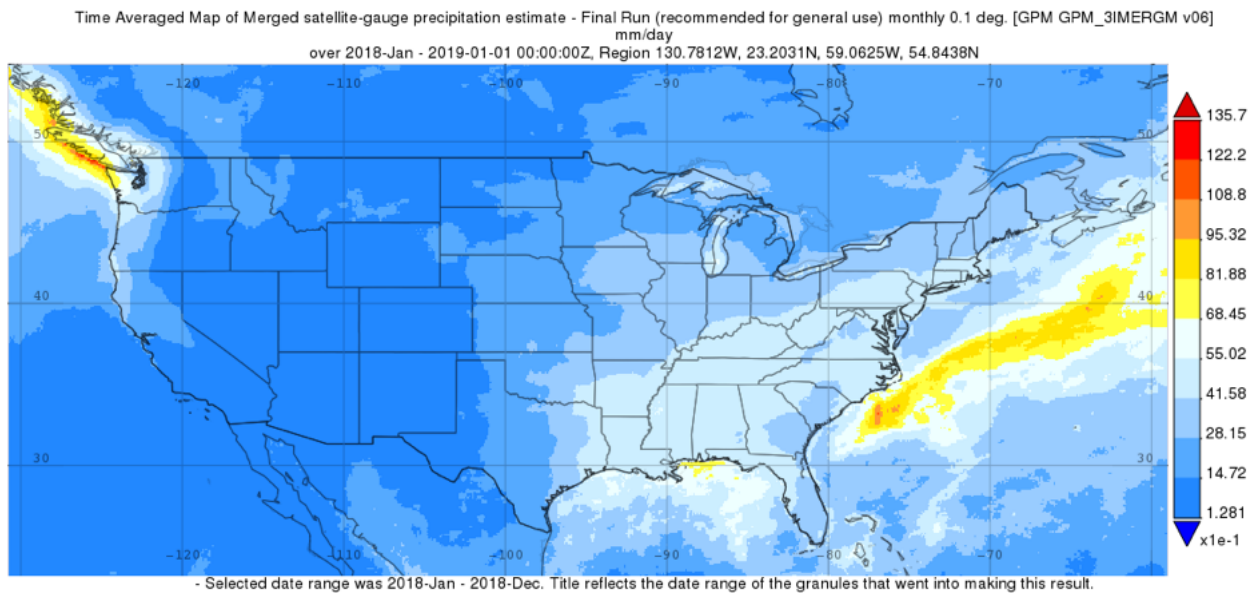 Time Averaged Map of Merged satellite-gauge precipitation estimate - Final Run (recommended for general use) monthly 0.1 deg. [GPM GPM_3IMERGM v06]
mm/day
over 2018-Jan - 2019-01-01 00:00:00Z, Region 130.7812W, 23.2031N, 59.0625W, 54.8438N
-120 -110 -100 -90 -80 -70
50 50
40 40
30 30
-120 -110 -100 -90 -80 -70
135.7
122.2
108.8
95.32
81.88
68.45
55.02
41.58
28.15
14.72
1.281
x1e-1
- Selected date range was 2018-Jan - 2018-Dec. Title reflects the date range of the granules that went into making this result.